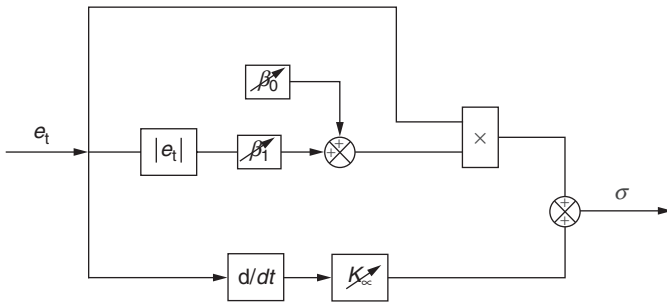 β₀
eₜ
|eₜ|
β₁
+
+
×
σ
+
+
d/dt
K∝